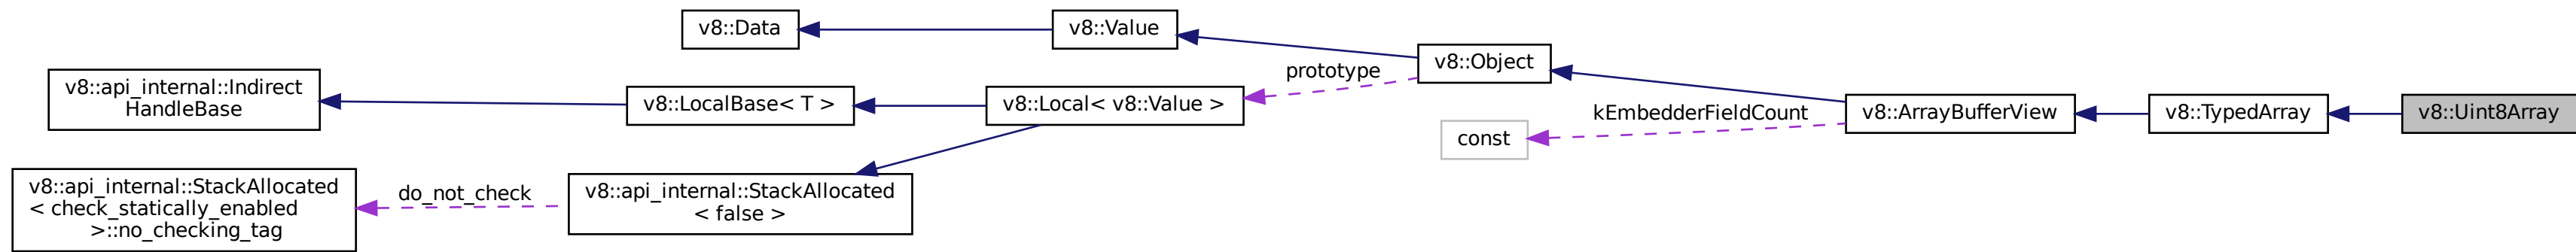 v8::Data
v8::Value
v8::Object
v8::api_internal::Indirect
HandleBase
v8::LocalBase< T >
v8::Local< v8::Value >
prototype
kEmbedderFieldCount
v8::ArrayBufferView
v8::TypedArray
v8::Uint8Array
const
v8::api_internal::StackAllocated
< check_statically_enabled
>::no_checking_tag
do_not_check
v8::api_internal::StackAllocated
< false >